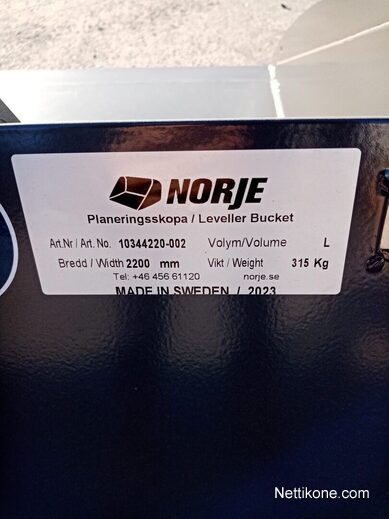 NORJE
Planeringsskopa / Leveller Bucket
Art.Nr / Art. No. 10344220-002 Volym/Volume L
Bredd / Width 2200 mm Vikt / Weight 315 Kg
Tel: +46 456 61120 norje.se
MADE IN SWEDEN / 2023
Nettikone.com